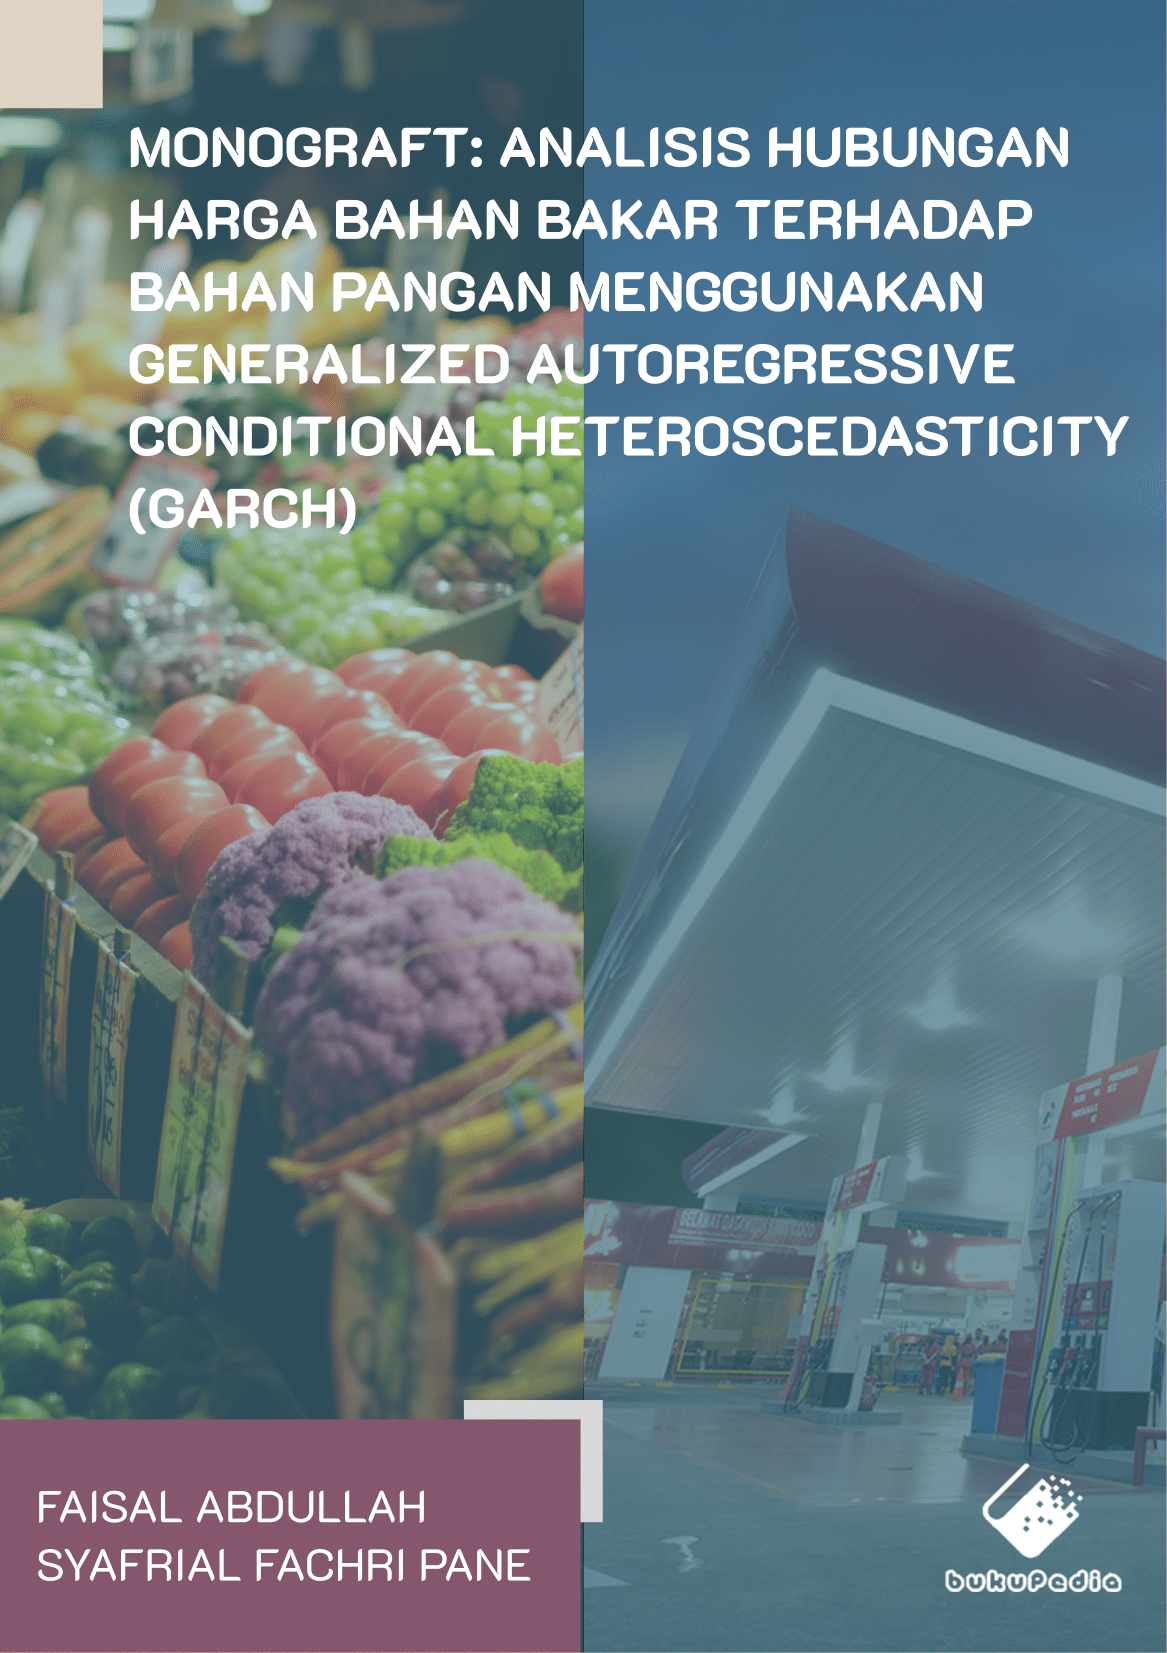 MONOGRAFT: ANALISIS HUBUNGAN
HARGA BAHAN BAKAR TERHADAP
BAHAN PANGAN MENGGUNAKAN
GENERALIZED AUTOREGRESSIVE
CONDITIONAL HETEROSCEDASTICITY
(GARCH)
SELAMAT
FAISAL ABDULLAH
SYAFRIAL FACHRI PANE
bukupedia